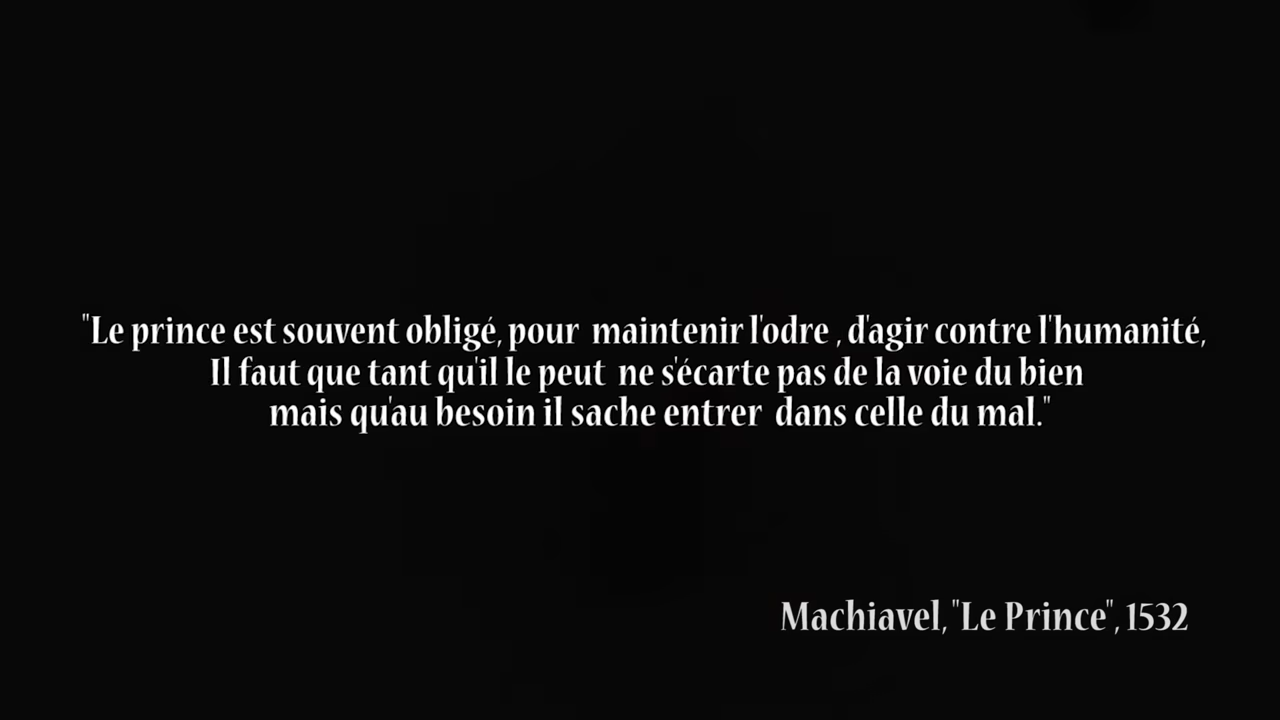 "Le prince est souvent obligé, pour maintenir l'odre , d'agir contre l'humanité,
Il faut que tant qu'il le peut ne s'écarte pas de la voie du bien
mais qu'au besoin il sache entrer dans celle du mal."
Machiavel, "Le Prince", 1532